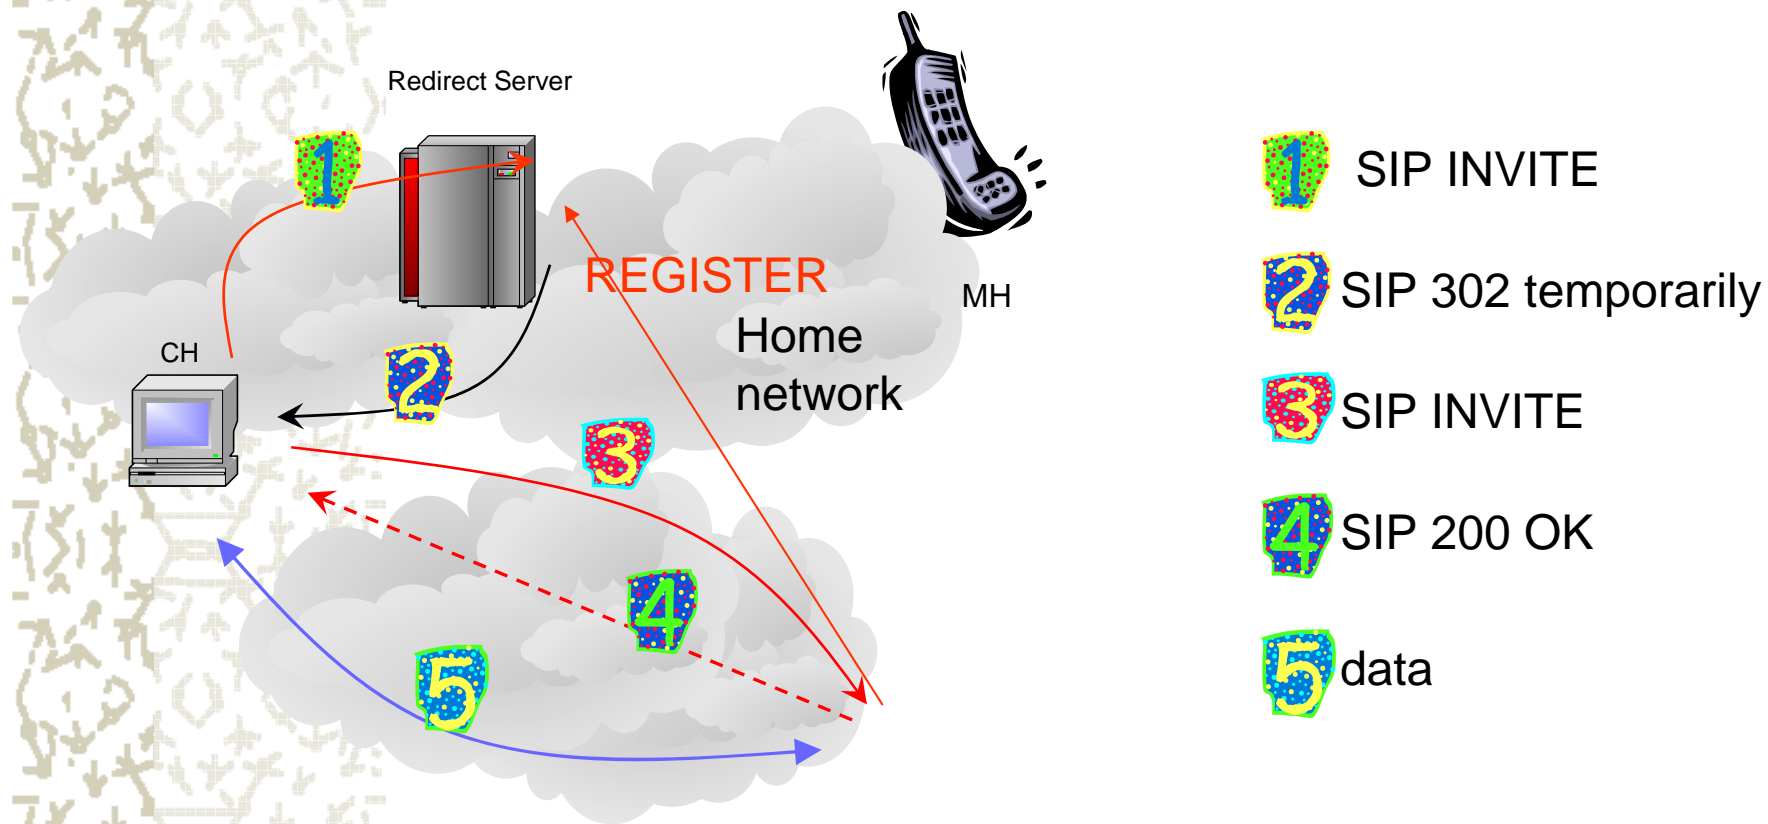 Redirect Server
1
REGISTER
MH
Home
network
CH
2
3
4
5
1 SIP INVITE
2 SIP 302 temporarily
3 SIP INVITE
4 SIP 200 OK
5 data